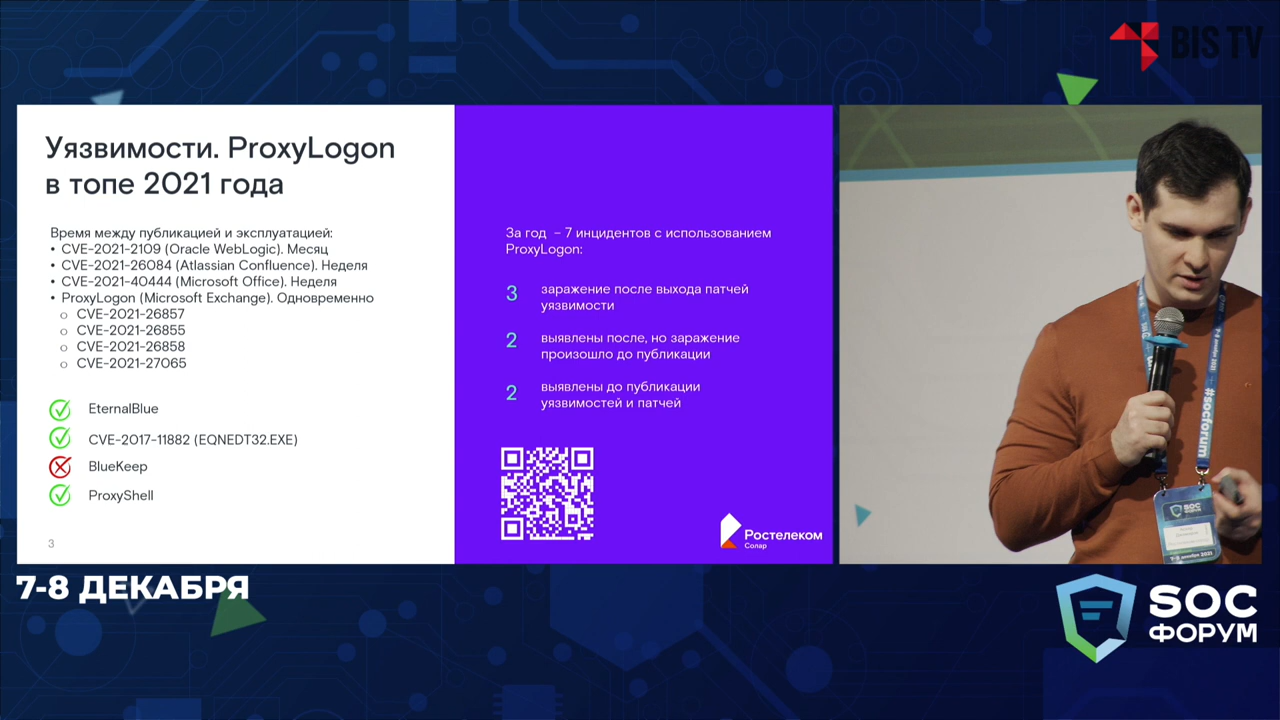 BIS TV
Уязвимости. ProxyLogon
в топе 2021 года
Время между публикацией и эксплуатацией:
• CVE-2021-2109 (Oracle WebLogic). Месяц
• CVE-2021-26084 (Atlassian Confluence). Неделя
• CVE-2021-40444 (Microsoft Office). Неделя
• ProxyLogon (Microsoft Exchange). Одновременно
o CVE-2021-26857
o CVE-2021-26855
o CVE-2021-26858
o CVE-2021-27065
EternalBlue
CVE-2017-11882 (EQNEDT32.EXE)
BlueKeep
ProxyShell
3
За год – 7 инцидентов с использованием
ProxyLogon:
3 заражение после выхода патчей
уязвимости
2 выявлены после, но заражение
произошло до публикации
2 выявлены до публикации
уязвимостей и патчей
Ростелеком
Солар
#socforum
SOC
ФОРУМ
7-8 ДЕКАБРЯ
SOC
ФОРУМ